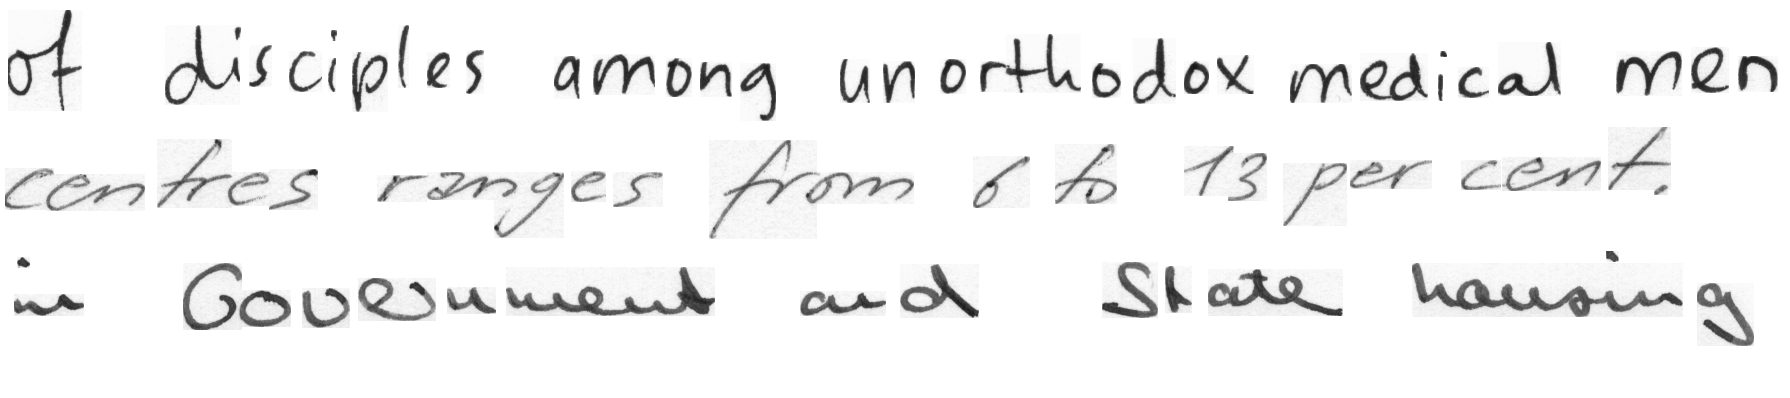 of disciples among unorthodox medical men
centres ranges from 6 to 13 per cent.
in Government and State housing